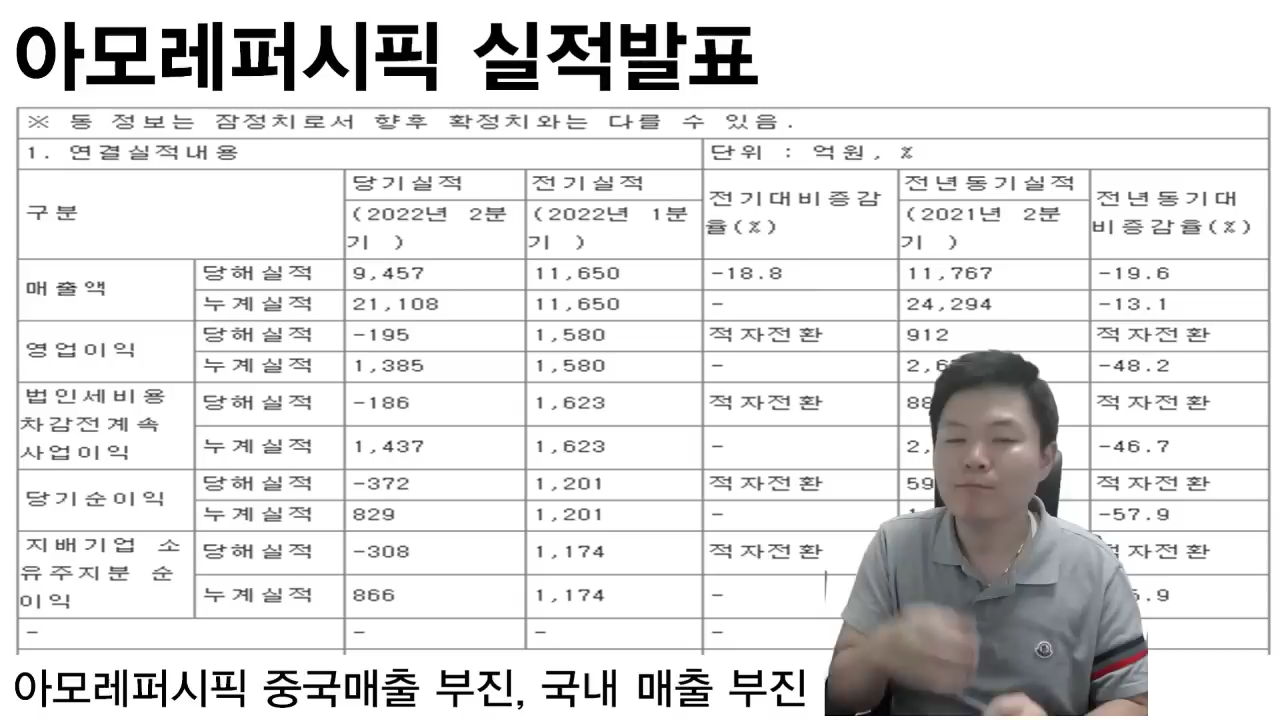 아모레퍼시픽 실적발표
※ 동 정보는 잠정치로서 향후 확정치와는 다를 수 있음.
1. 연결실적내용 단위 : 억원, %
구분 당기실적 전기실적 전기대비증감율(%) 전년동기실적 전년동기대비증감율(%)
(2022년 2분기 ) (2022년 1분기 ) (2021년 2분기 )
매출액 당해실적 9,457 11,650 -18.8 11,767 -19.6
누계실적 21,108 11,650 - 24,294 -13.1
영업이익 당해실적 -195 1,580 적자전환 912 적자전환
누계실적 1,385 1,580 - -48.2
법인세비용차감전계속사업이익 당해실적 -186 1,623 적자전환 적자전환
누계실적 1,437 1,623 - -46.7
당기순이익 당해실적 -372 1,201 적자전환 적자전환
누계실적 829 1,201 - -57.9
지배기업 소유주지분 순이익 당해실적 -308 1,174 적자전환 적자전환
누계실적 866 1,174 -
- - - -
아모레퍼시픽 중국매출 부진, 국내 매출 부진